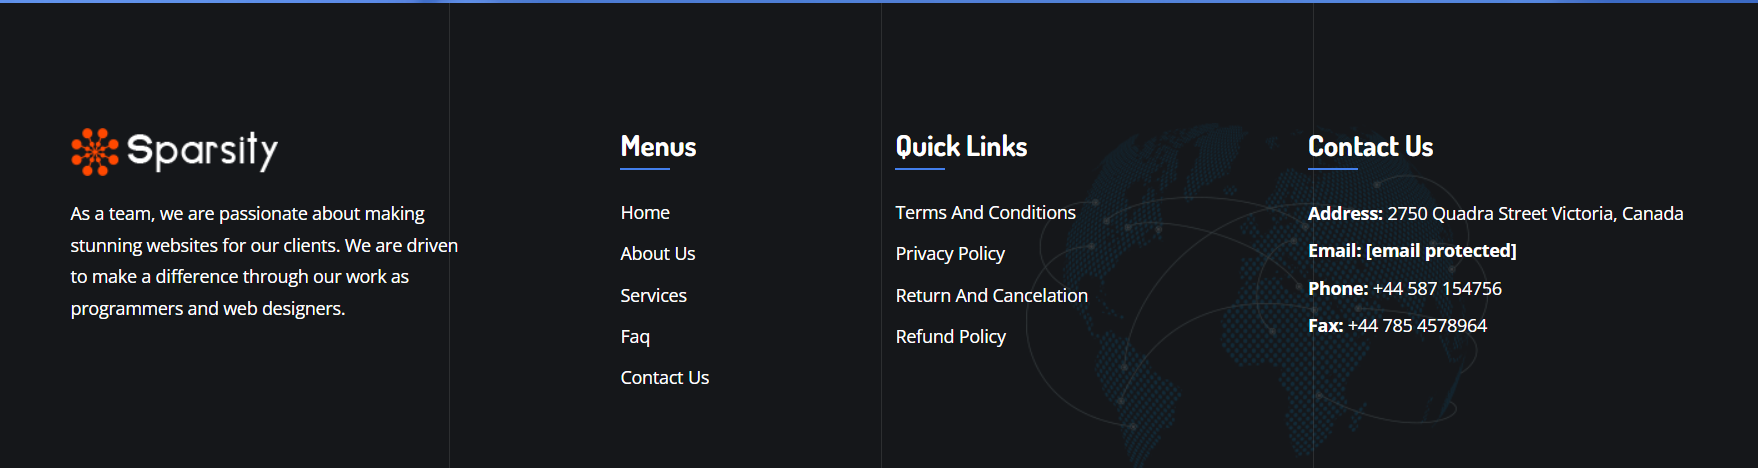 Sparsity
As a team, we are passionate about making
stunning websites for our clients. We are driven
to make a difference through our work as
programmers and web designers.
Menus
Home
About Us
Services
Faq
Contact Us
Quick Links
Terms And Conditions
Privacy Policy
Return And Cancelation
Refund Policy
Contact Us
Address: 2750 Quadra Street Victoria, Canada
Email: [email protected]
Phone: +44 587 154756
Fax: +44 785 4578964